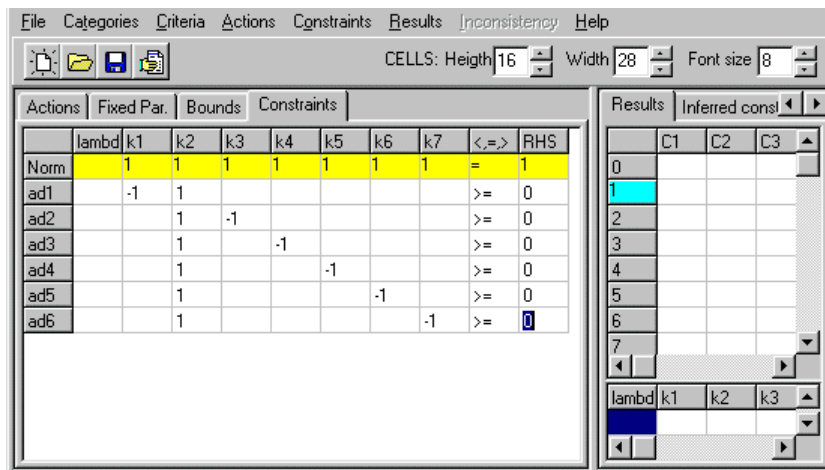 File Categories Criteria Actions Constraints Results Inconsistency Help
CELLS: Heigth 16 Width 28 Font size 8
Actions Fixed Par. Bounds Constraints
lambd k1 k2 k3 k4 k5 k6 k7 <,=,> RHS
Norm 1 1 1 1 1 1 1 = 1
ad1 -1 1 >= 0
ad2 1 -1 >= 0
ad3 1 -1 >= 0
ad4 1 -1 >= 0
ad5 1 -1 >= 0
ad6 1 -1 >= 0
Results Inferred const
C1 C2 C3
0
1
2
3
4
5
6
7
lambd k1 k2 k3